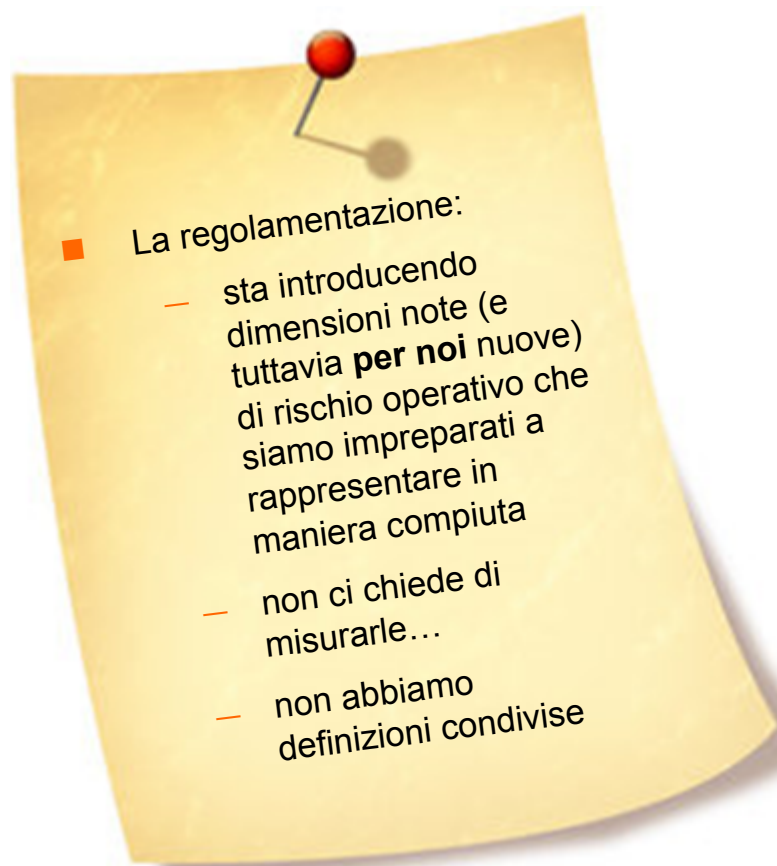 ■ La regolamentazione:
– sta introducendo
dimensioni note (e
tuttavia per noi nuove)
di rischio operativo che
siamo impreparati a
rappresentare in
maniera compiuta
– non ci chiede di
misurarle…
– non abbiamo
definizioni condivise